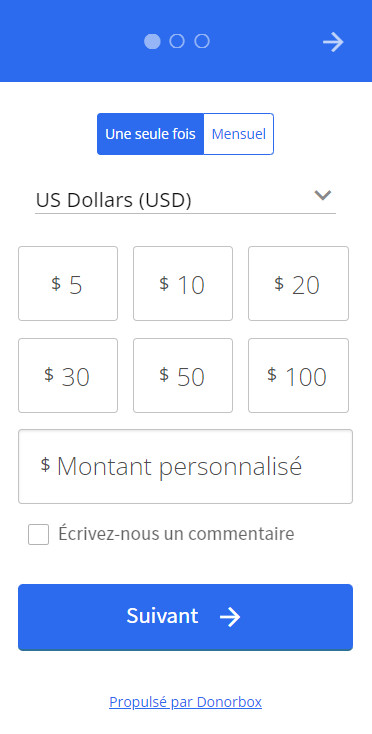 Une seule fois Mensuel
US Dollars (USD)
$ 5 $ 10 $ 20
$ 30 $ 50 $ 100
$ Montant personnalisé
Écrivez-nous un commentaire
Suivant
Propulsé par Donorbox